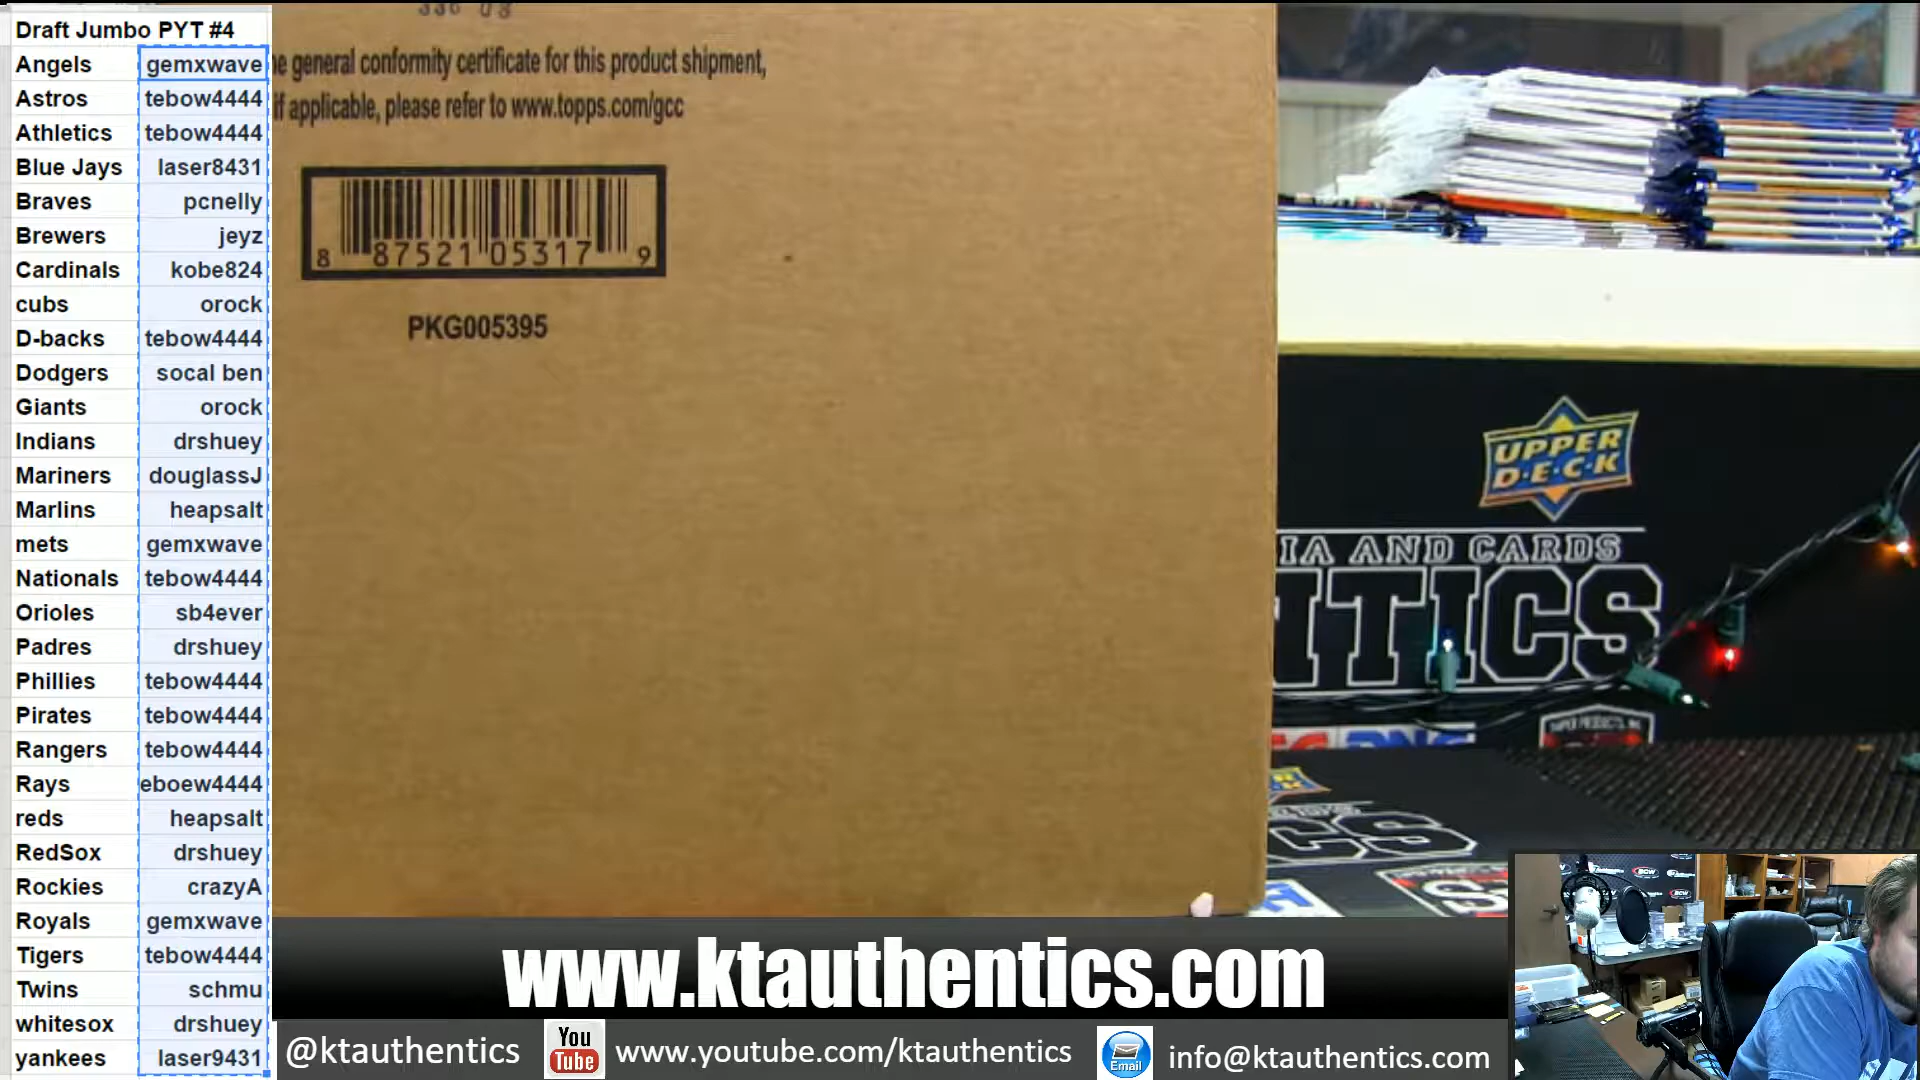 Draft Jumbo PYT #4
Angels gemxwave
Astros tebow4444
Athletics tebow4444
Blue Jays laser8431
Braves pcnelly
Brewers jeyz
Cardinals kobe824
cubs orock
D-backs tebow4444
Dodgers socal ben
Giants orock
Indians drshuey
Mariners douglassJ
Marlins heapsalt
mets gemxwave
Nationals tebow4444
Orioles sb4ever
Padres drshuey
Phillies tebow4444
Pirates tebow4444
Rangers tebow4444
Rays eboew4444
reds heapsalt
RedSox drshuey
Rockies crazyA
Royals gemxwave
Tigers tebow4444
Twins schmu
whitesox drshuey
yankees laser9431
general conformity certificate for this product shipment,
if applicable, please refer to www.topps.com/gcc
8 87521 05317 9
PKG005395
UPPER
D·E·C·K
IA AND CARDS
NTICS
CS
www.ktauthentics.com
@ktauthentics
You
Tube
www.youtube.com/ktauthentics
Email
info@ktauthentics.com